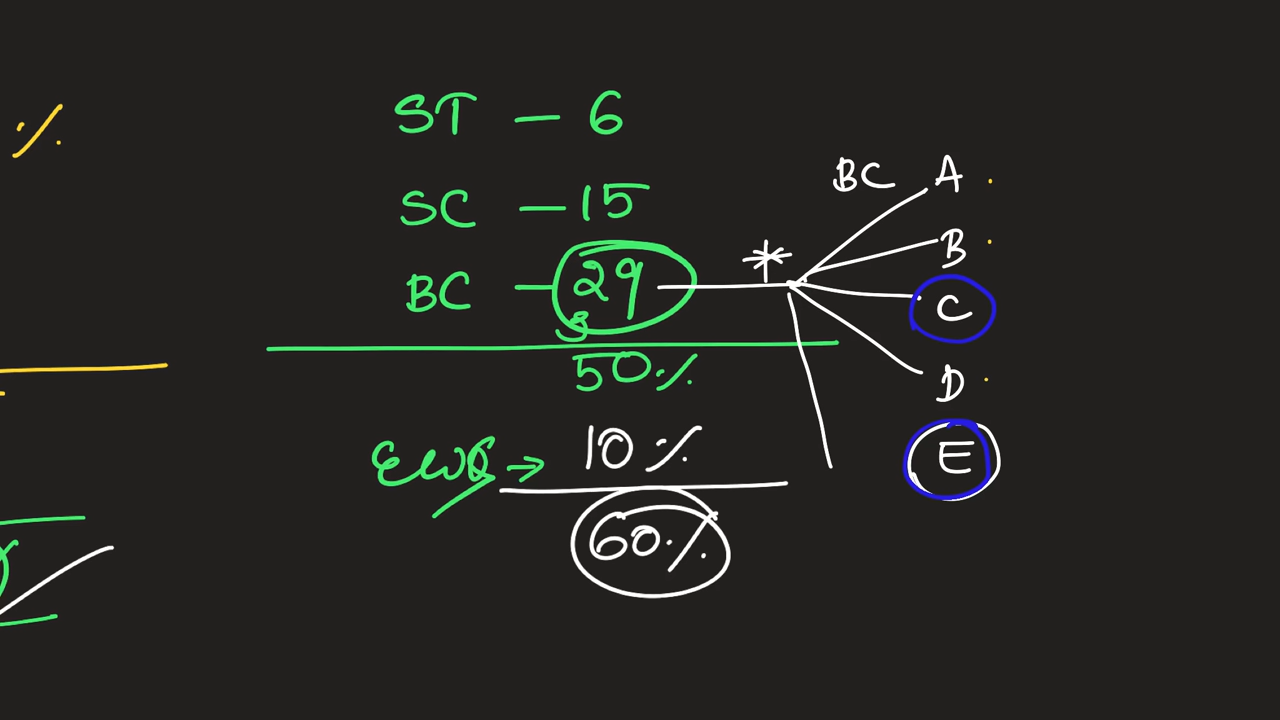 %
ST - 6
SC - 15
BC - 29 * BC A
B
C
D
E
50%
EWS → 10%
60%